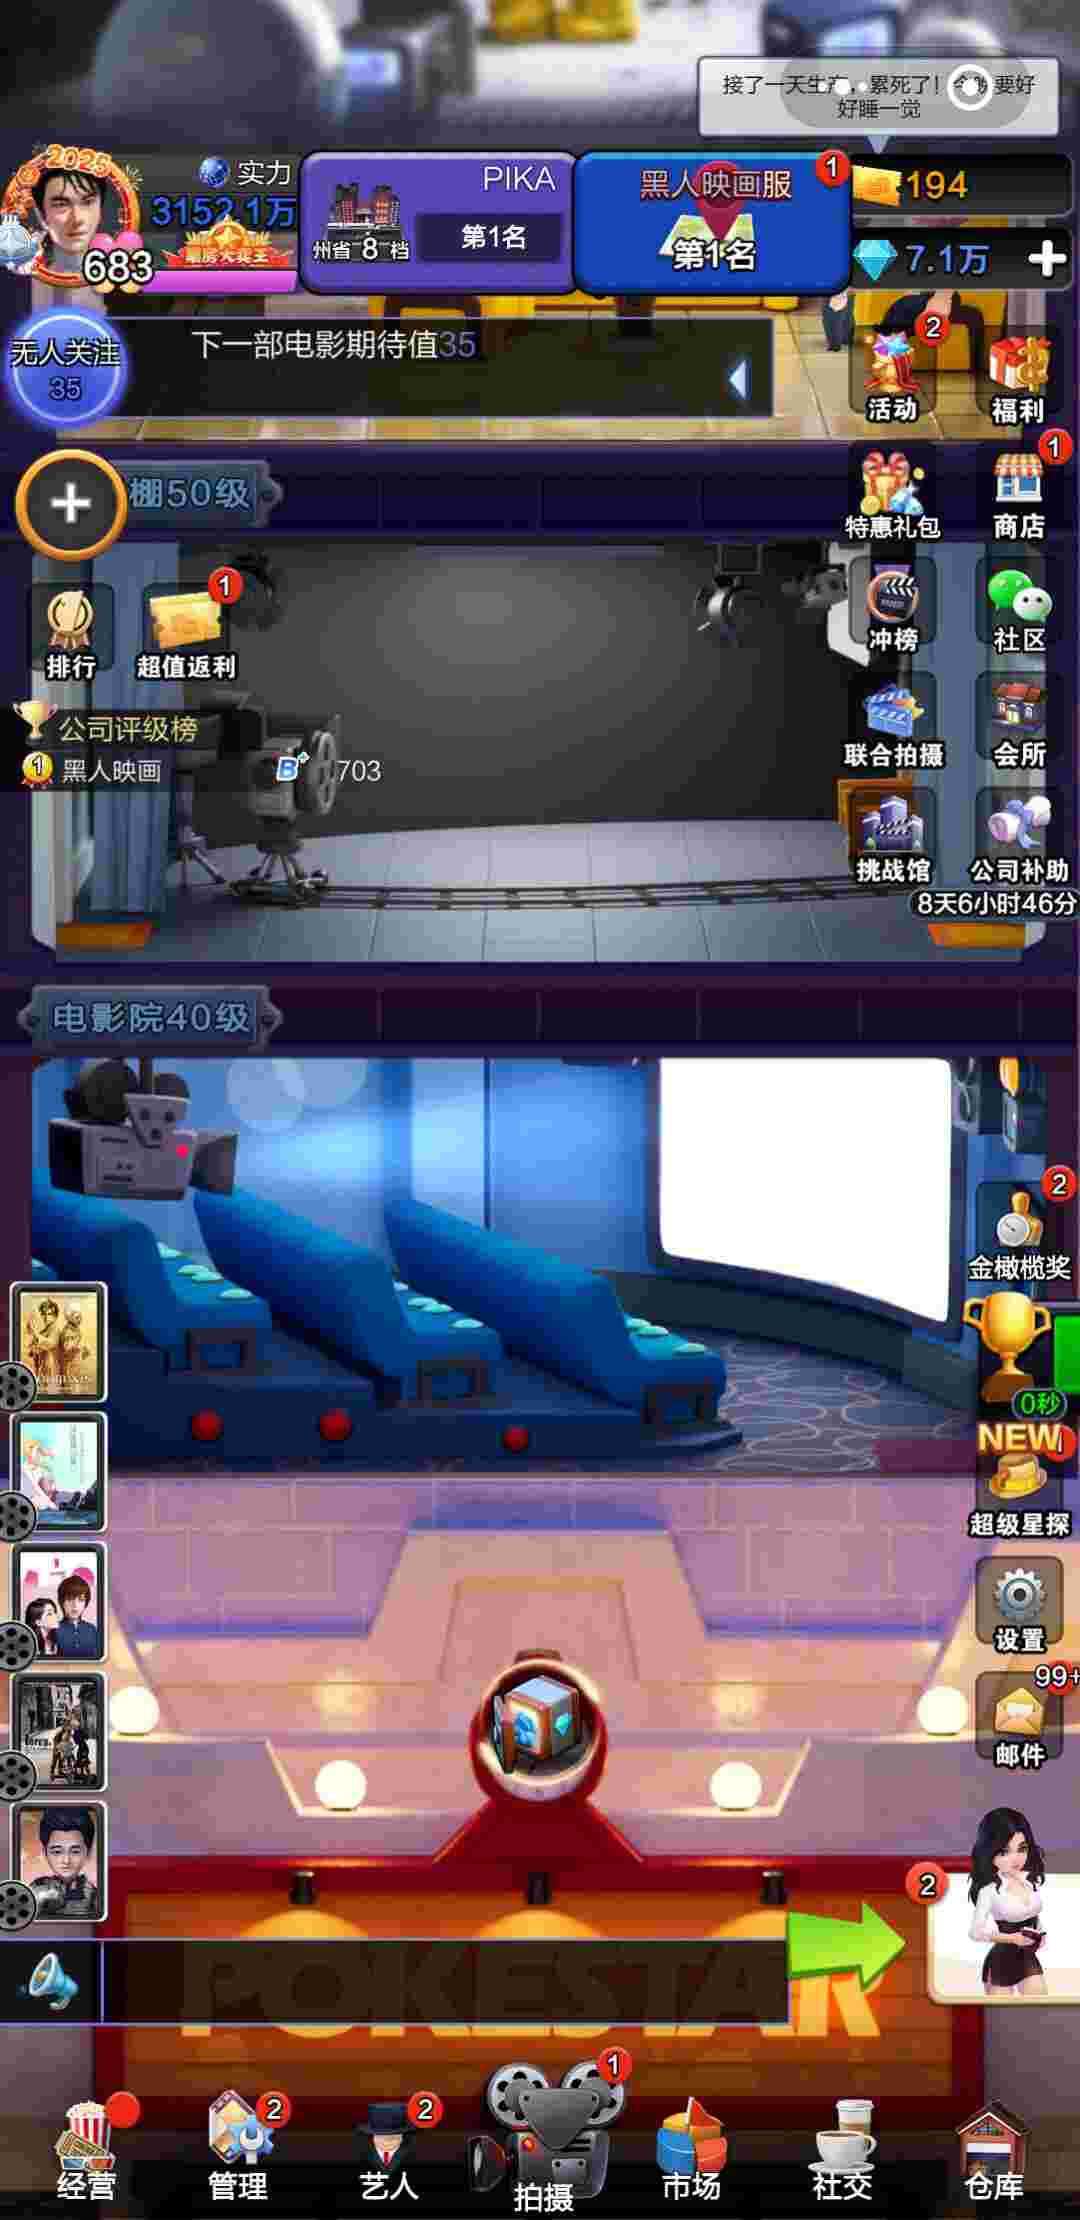 接了一天生产，累死了！今晚要好
好睡一觉
2025
实力
3152.1万
票房大卖王
683
PIKA
州省 8 档
第1名
黑人映画服
第1名
1
194
7.1万
无人关注
35
下一部电影期待值35
2
活动
福利
棚50级
特惠礼包
1
商店
排行
1
超值返利
冲榜
社区
公司评级榜
1
黑人映画
B+
703
联合拍摄
会所
挑战馆
公司补助
8天6小时46分
电影院40级
2
金橄榄奖
0秒
NEW
超级星探
设置
99+
邮件
2
POKESTAR
经营
2
管理
2
艺人
1
拍摄
市场
社交
仓库